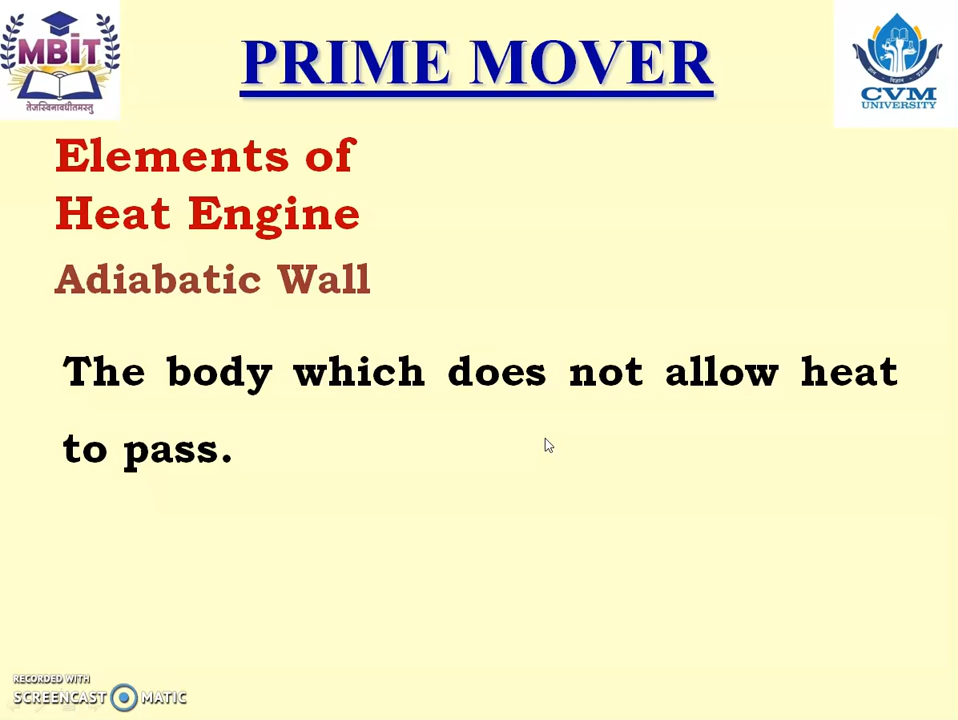 MBIT
तेजस्विनावधीतमस्तु
PRIME MOVER
CVM
UNIVERSITY
Elements of
Heat Engine
Adiabatic Wall
The body which does not allow heat
to pass.
RECORDED WITH
SCREENCAST MATIC